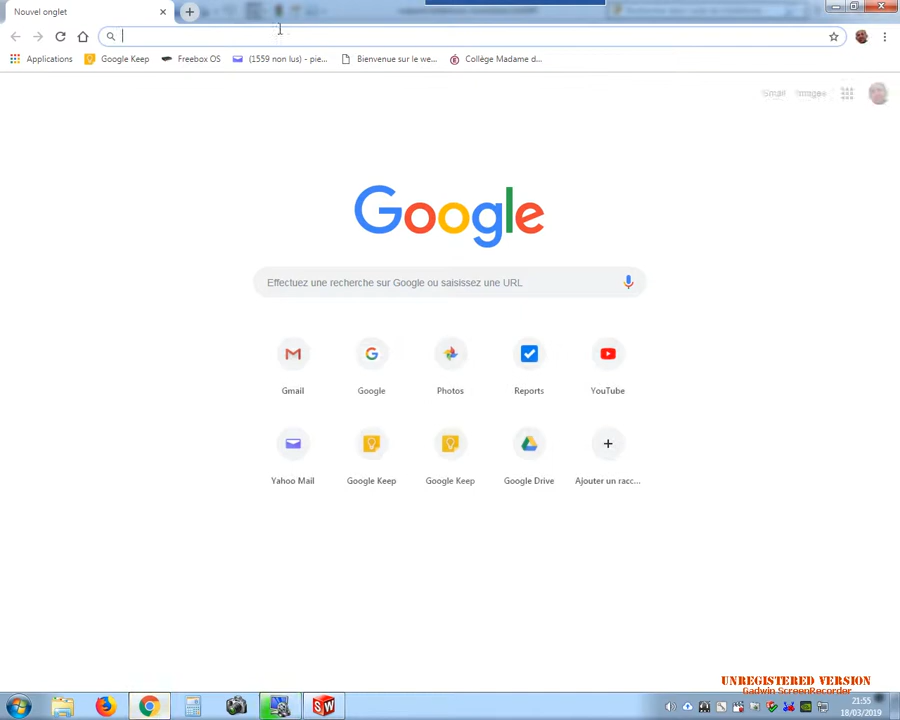 Nouvel onglet
Applications Google Keep Freebox OS (1559 non lus) - pie... Bienvenue sur le we... Collège Madame d...
Gmail Images
Google
Effectuez une recherche sur Google ou saisissez une URL
Gmail Google Photos Reports YouTube
Yahoo Mail Google Keep Google Keep Google Drive Ajouter un racc...
UNREGISTERED VERSION
Gadwin ScreenRecorder
SW
21:55
18/03/2019